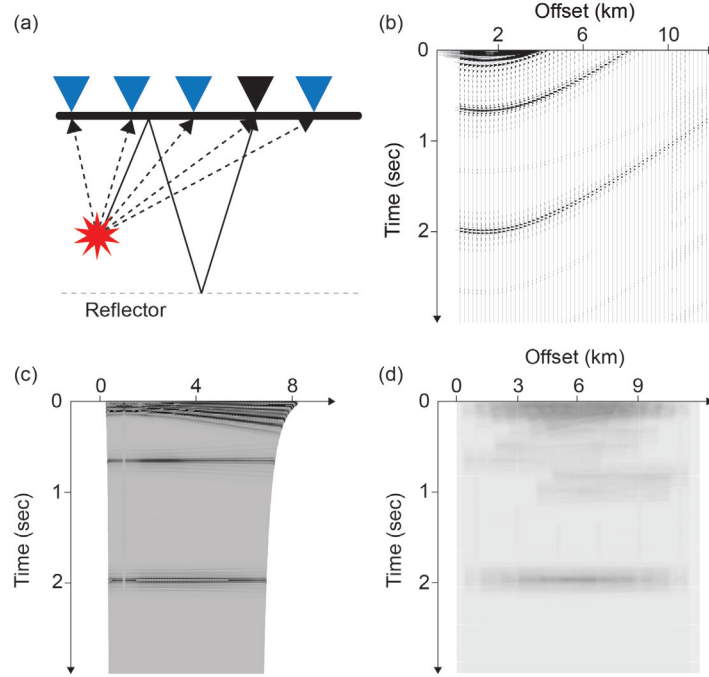 (a)
Reflector
(b)
Offset (km)
2 6 10
0
1
2
Time (sec)
(c)
0 4 8
0
1
2
Time (sec)
(d)
Offset (km)
0 3 6 9
0
1
2
Time (sec)